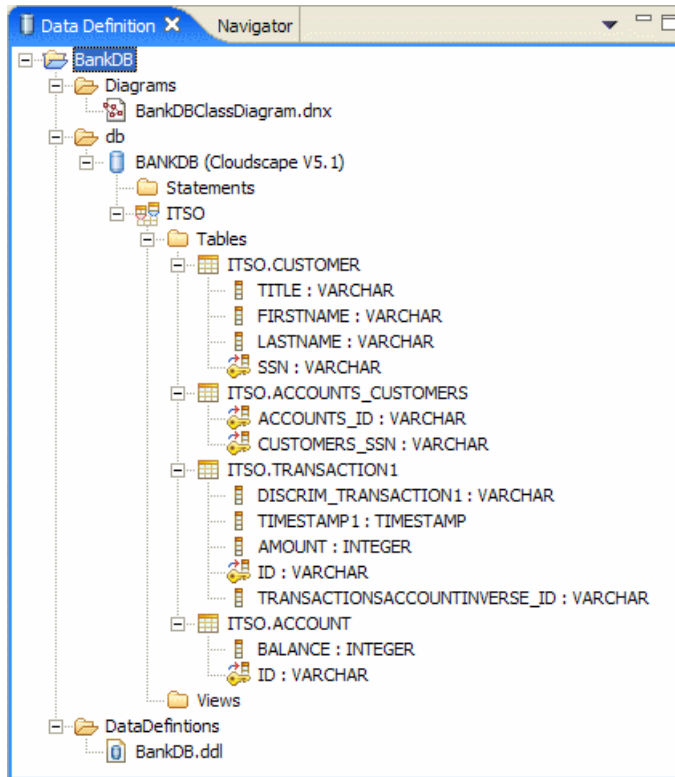 Data Definition Navigator
BankDB
Diagrams
BankDBClassDiagram.dnx
db
BANKDB (Cloudscape V5.1)
Statements
ITSO
Tables
ITSO.CUSTOMER
TITLE : VARCHAR
FIRSTNAME : VARCHAR
LASTNAME : VARCHAR
SSN : VARCHAR
ITSO.ACCOUNTS_CUSTOMERS
ACCOUNTS_ID : VARCHAR
CUSTOMERS_SSN : VARCHAR
ITSO.TRANSACTION1
DISCRIM_TRANSACTION1 : VARCHAR
TIMESTAMP1 : TIMESTAMP
AMOUNT : INTEGER
ID : VARCHAR
TRANSACTIONSACCOUNTINVERSE_ID : VARCHAR
ITSO.ACCOUNT
BALANCE : INTEGER
ID : VARCHAR
Views
DataDefintions
BankDB.ddl